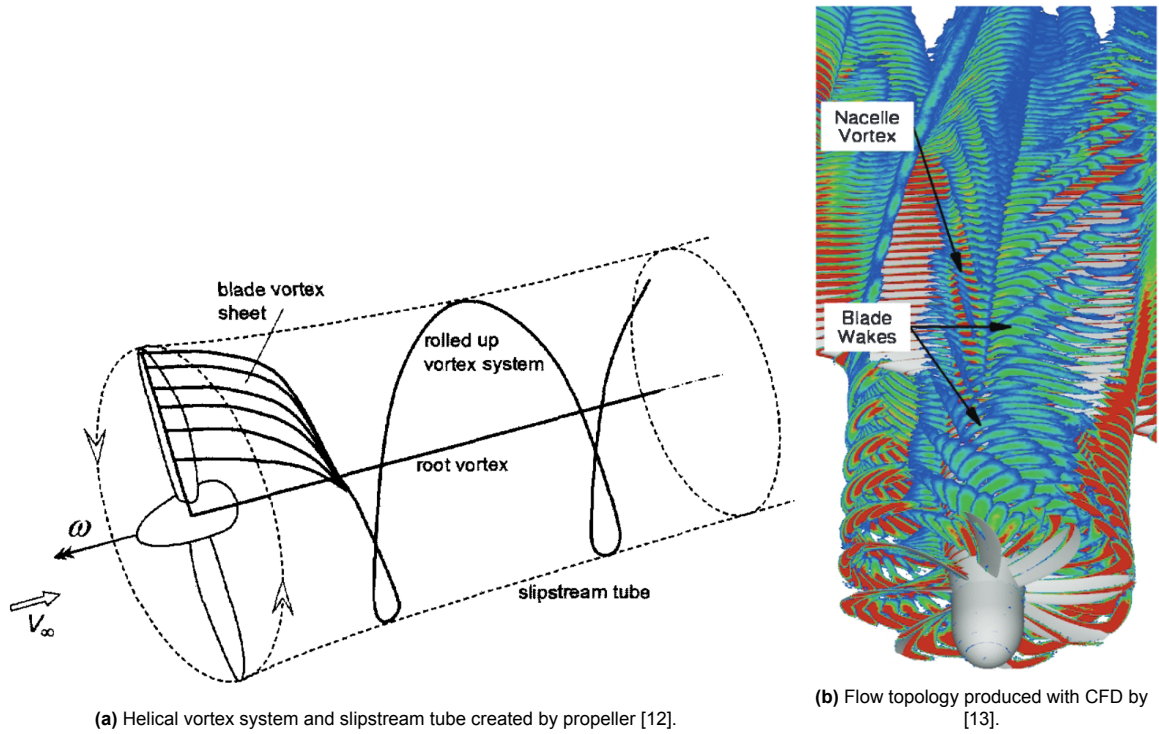 blade vortex
sheet
rolled up
vortex system
root vortex
ω
V∞
slipstream tube
(a) Helical vortex system and slipstream tube created by propeller [12].
Nacelle
Vortex
Blade
Wakes
(b) Flow topology produced with CFD by
[13].